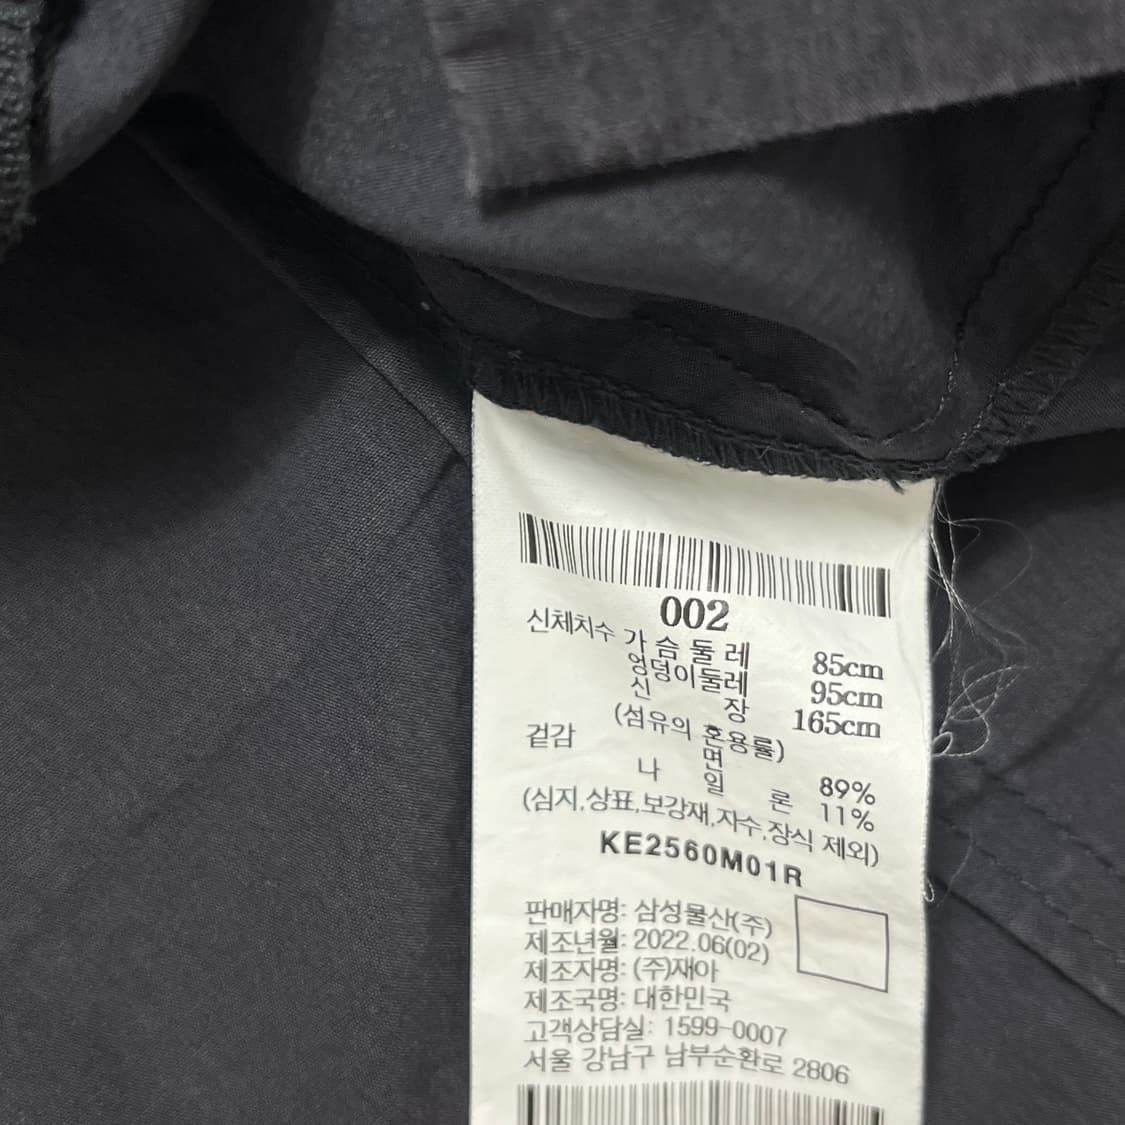 002
신체치수 가슴둘레 85cm
엉덩이둘레 95cm
신장 165cm
(섬유의 혼용률)
겉감 면 89%
나일론 11%
(심지,상표,보강재,자수,장식 제외)
KE2560M01R
판매자명: 삼성물산(주)
제조년월: 2022.06(02)
제조자명: (주)재아
제조국명: 대한민국
고객상담실: 1599-0007
서울 강남구 남부순환로 2806